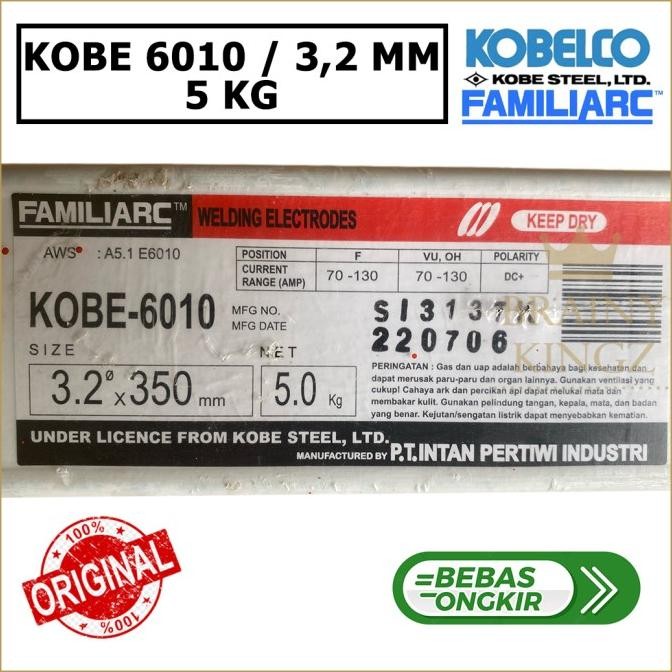 KOBE 6010 / 3,2 MM
5 KG
KOBELCO
KOBE STEEL, LTD.
FAMILIARC™
FAMILIARC™ WELDING ELECTRODES KEEP DRY
AWS : A5.1 E6010
POSITION F VU, OH POLARITY
CURRENT RANGE (AMP) 70 -130 70 -130 DC+
KOBE-6010
MFG NO.
MFG DATE 220706
BRAINY
KINGZ
SIZE NET
3.2ø x 350 mm 5.0 Kg
PERINGATAN : Gas dan uap adalah berbahaya bagi kesehatan dan
dapat merusak paru-paru dan organ lainnya. Gunakan ventilasi yang
cukup! Cahaya ark dan percikan api dapat melukai mata dan
membakar kulit. Gunakan pelindung tangan, kepala, mata, dan badan
yang benar. Kejutan/sengatan listrik dapat menyebabkan kematian.
UNDER LICENCE FROM KOBE STEEL, LTD.
MANUFACTURED BY P.T.INTAN PERTIWI INDUSTRI
100%
ORIGINAL
100%
BEBAS
ONGKIR